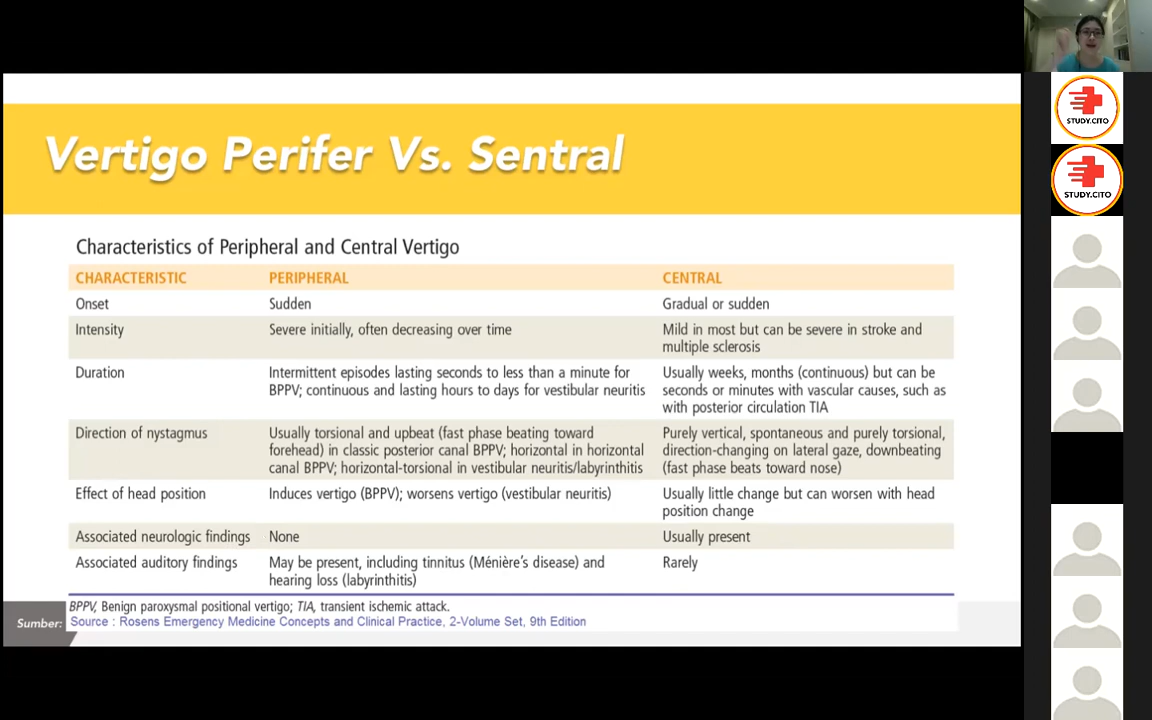 Vertigo Perifer Vs. Sentral
Characteristics of Peripheral and Central Vertigo
CHARACTERISTIC PERIPHERAL CENTRAL
Onset Sudden Gradual or sudden
Intensity Severe initially, often decreasing over time Mild in most but can be severe in stroke and
multiple sclerosis
Duration Intermittent episodes lasting seconds to less than a minute for Usually weeks, months (continuous) but can be
BPPV; continuous and lasting hours to days for vestibular neuritis seconds or minutes with vascular causes, such as
with posterior circulation TIA
Direction of nystagmus Usually torsional and upbeat (fast phase beating toward Purely vertical, spontaneous and purely torsional,
forehead) in classic posterior canal BPPV; horizontal in horizontal direction-changing on lateral gaze, downbeating
canal BPPV; horizontal-torsional in vestibular neuritis/labyrinthitis (fast phase beats toward nose)
Effect of head position Induces vertigo (BPPV); worsens vertigo (vestibular neuritis) Usually little change but can worsen with head
position change
Associated neurologic findings None Usually present
Associated auditory findings May be present, including tinnitus (Ménière's disease) and Rarely
hearing loss (labyrinthitis)
BPPV, Benign paroxysmal positional vertigo; TIA, transient ischemic attack.
Sumber: Source : Rosens Emergency Medicine Concepts and Clinical Practice, 2-Volume Set, 9th Edition
STUDY.CITO
STUDY.CITO